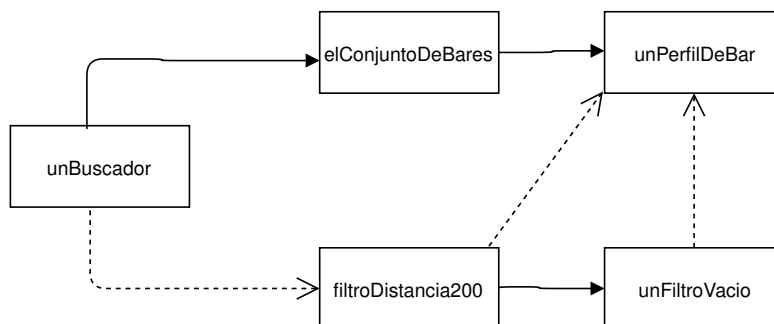 elConjuntoDeBares
unPerfilDeBar
unBuscador
filtroDistancia200
unFiltroVacio